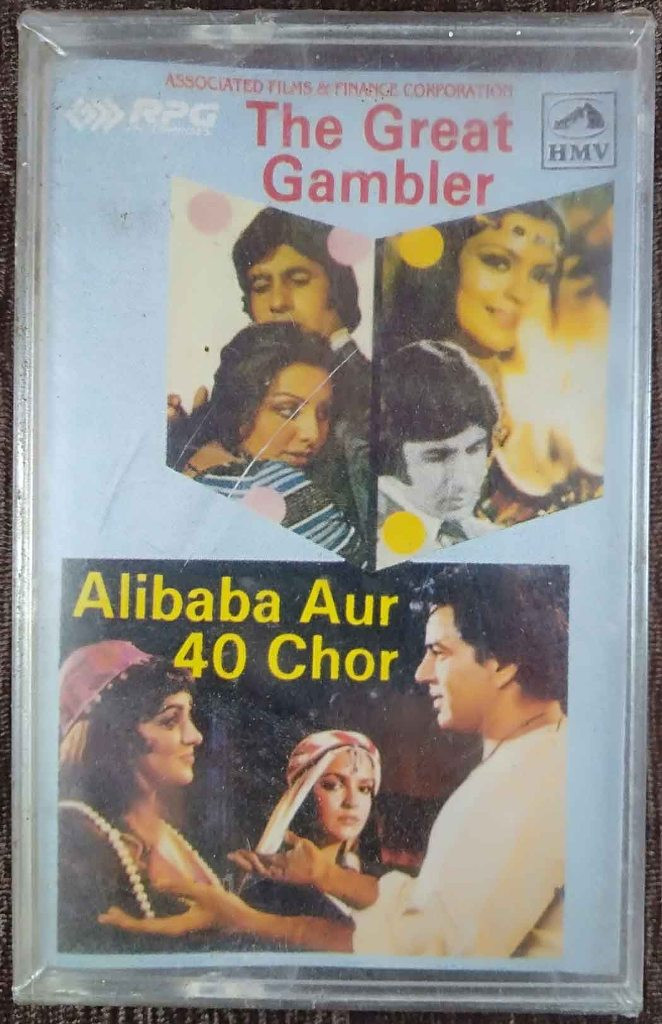 ASSOCIATED FILMS & FINANCE CORPORATION
RPG
The Great
Gambler
HMV
Alibaba Aur
40 Chor